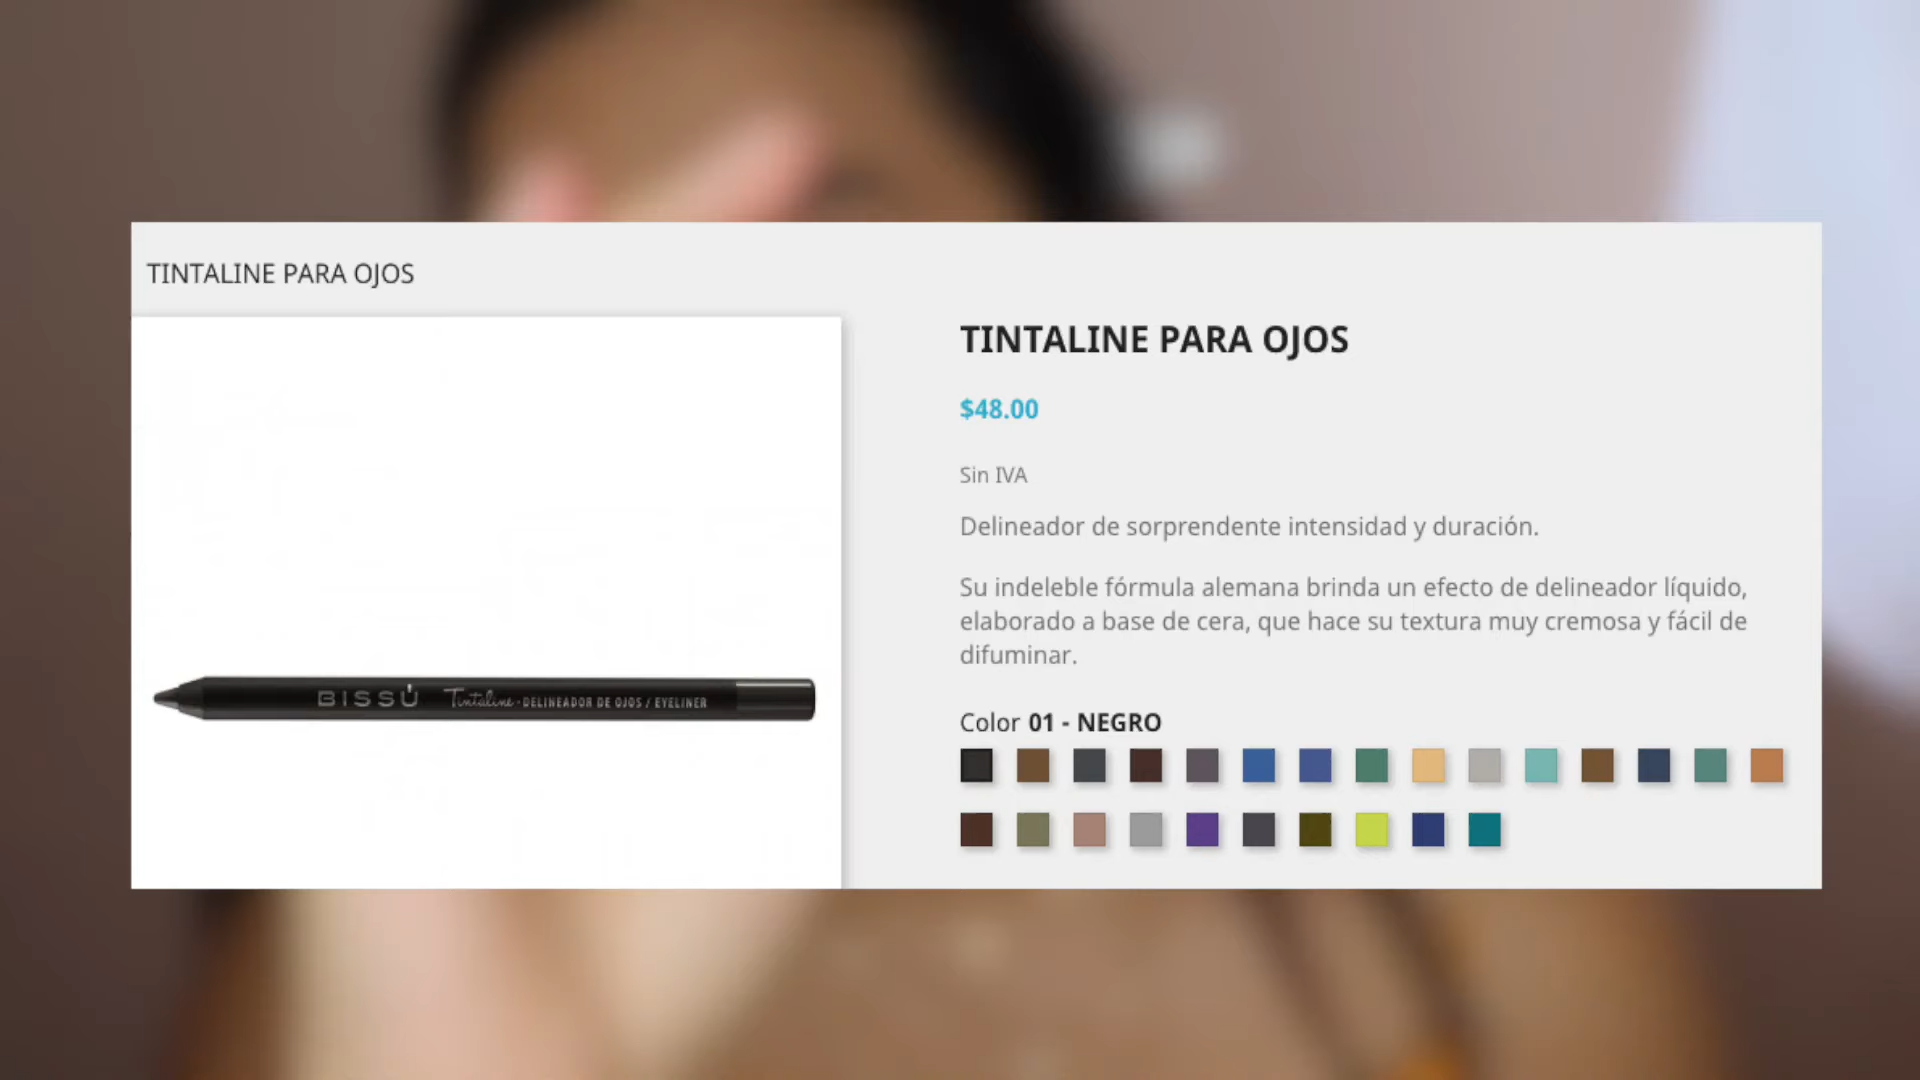 TINTALINE PARA OJOS
BISSÚ Tintaline · DELINEADOR DE OJOS / EYELINER
TINTALINE PARA OJOS
$48.00
Sin IVA
Delineador de sorprendente intensidad y duración.
Su indeleble fórmula alemana brinda un efecto de delineador líquido,
elaborado a base de cera, que hace su textura muy cremosa y fácil de
difuminar.
Color 01 - NEGRO